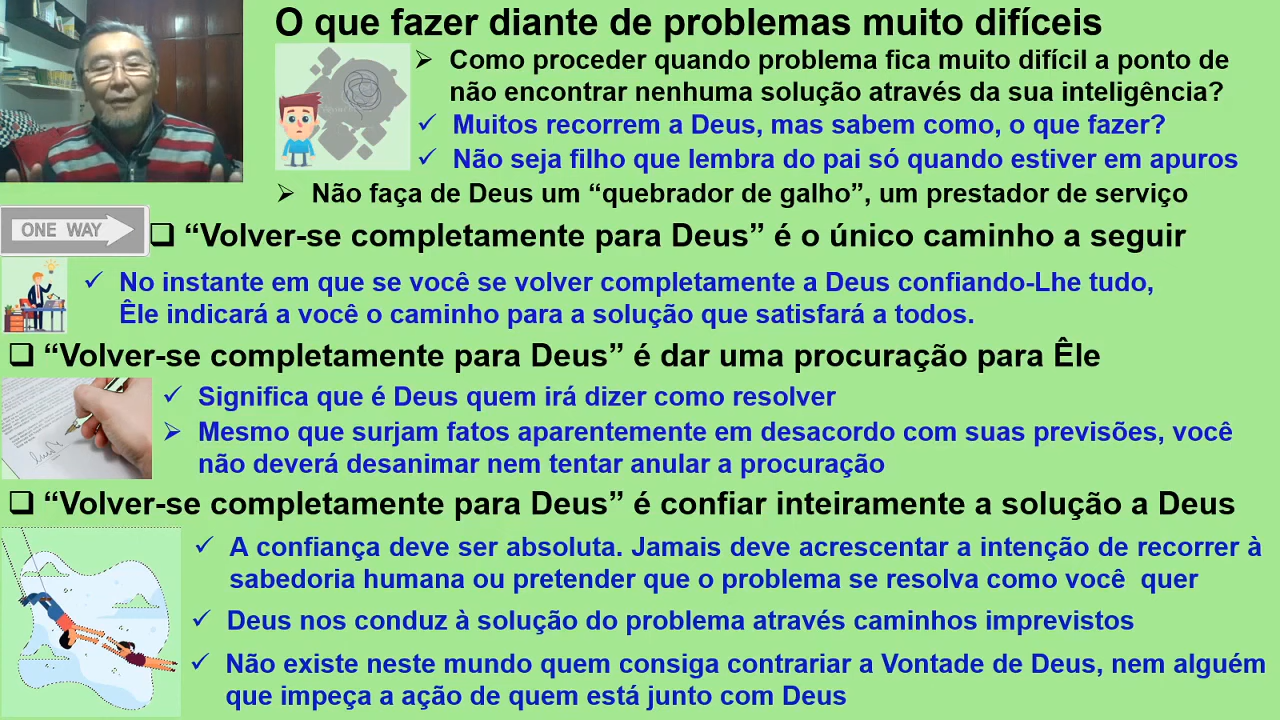 O que fazer diante de problemas muito difíceis
➢ Como proceder quando problema fica muito difícil a ponto de
não encontrar nenhuma solução através da sua inteligência?
✓ Muitos recorrem a Deus, mas sabem como, o que fazer?
✓ Não seja filho que lembra do pai só quando estiver em apuros
➢ Não faça de Deus um “quebrador de galho”, um prestador de serviço
ONE WAY
❑ “Volver-se completamente para Deus” é o único caminho a seguir
✓ No instante em que se você se volver completamente a Deus confiando-Lhe tudo,
Êle indicará a você o caminho para a solução que satisfará a todos.
❑ “Volver-se completamente para Deus” é dar uma procuração para Êle
✓ Significa que é Deus quem irá dizer como resolver
➢ Mesmo que surjam fatos aparentemente em desacordo com suas previsões, você
não deverá desanimar nem tentar anular a procuração
❑ “Volver-se completamente para Deus” é confiar inteiramente a solução a Deus
✓ A confiança deve ser absoluta. Jamais deve acrescentar a intenção de recorrer à
sabedoria humana ou pretender que o problema se resolva como você quer
✓ Deus nos conduz à solução do problema através caminhos imprevistos
✓ Não existe neste mundo quem consiga contrariar a Vontade de Deus, nem alguém
que impeça a ação de quem está junto com Deus